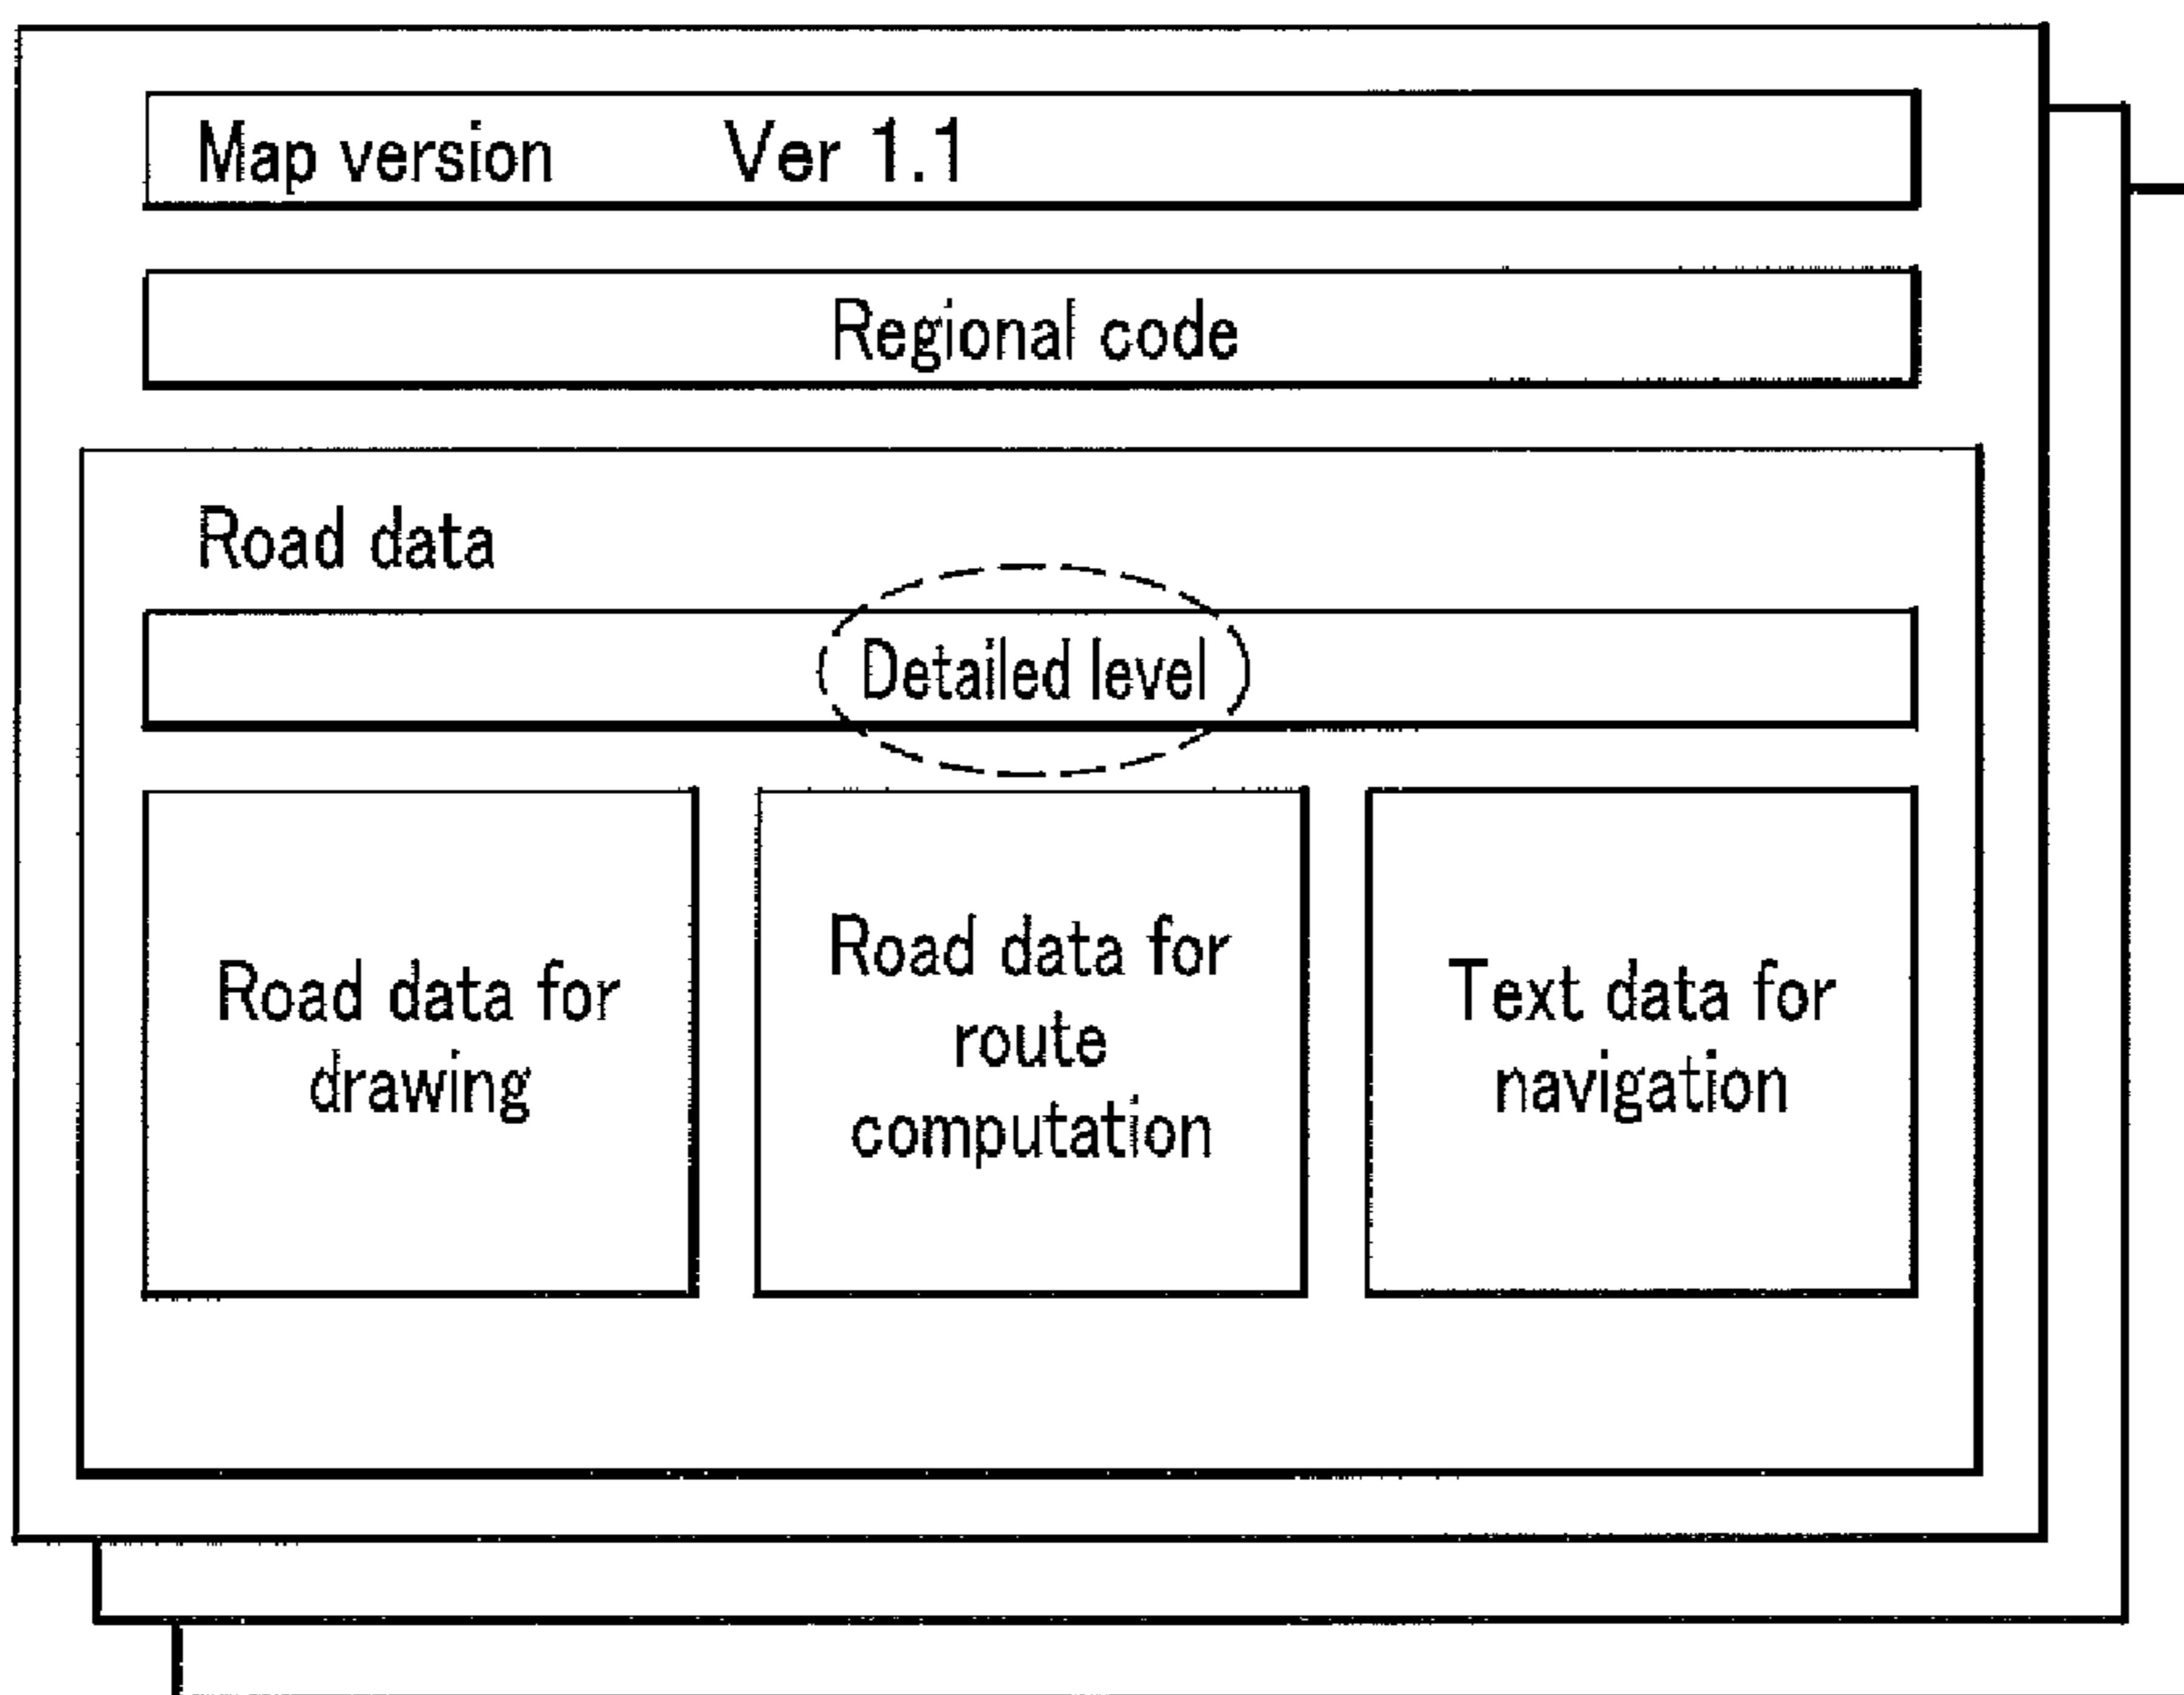 Map version Ver 1.1
Regional code
Road data
Detailed level
Road data for
drawing
Road data for
route
computation
Text data for
navigation